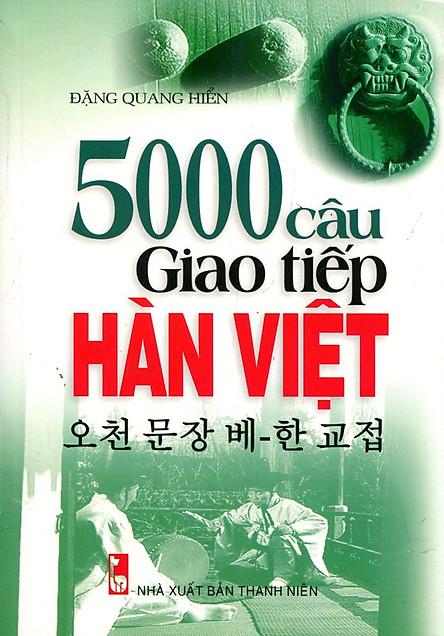 ĐẶNG QUANG HIỂN
5000 câu
Giao tiếp
HÀN VIỆT
오천 문장 베-한 교접
NHÀ XUẤT BẢN THANH NIÊN